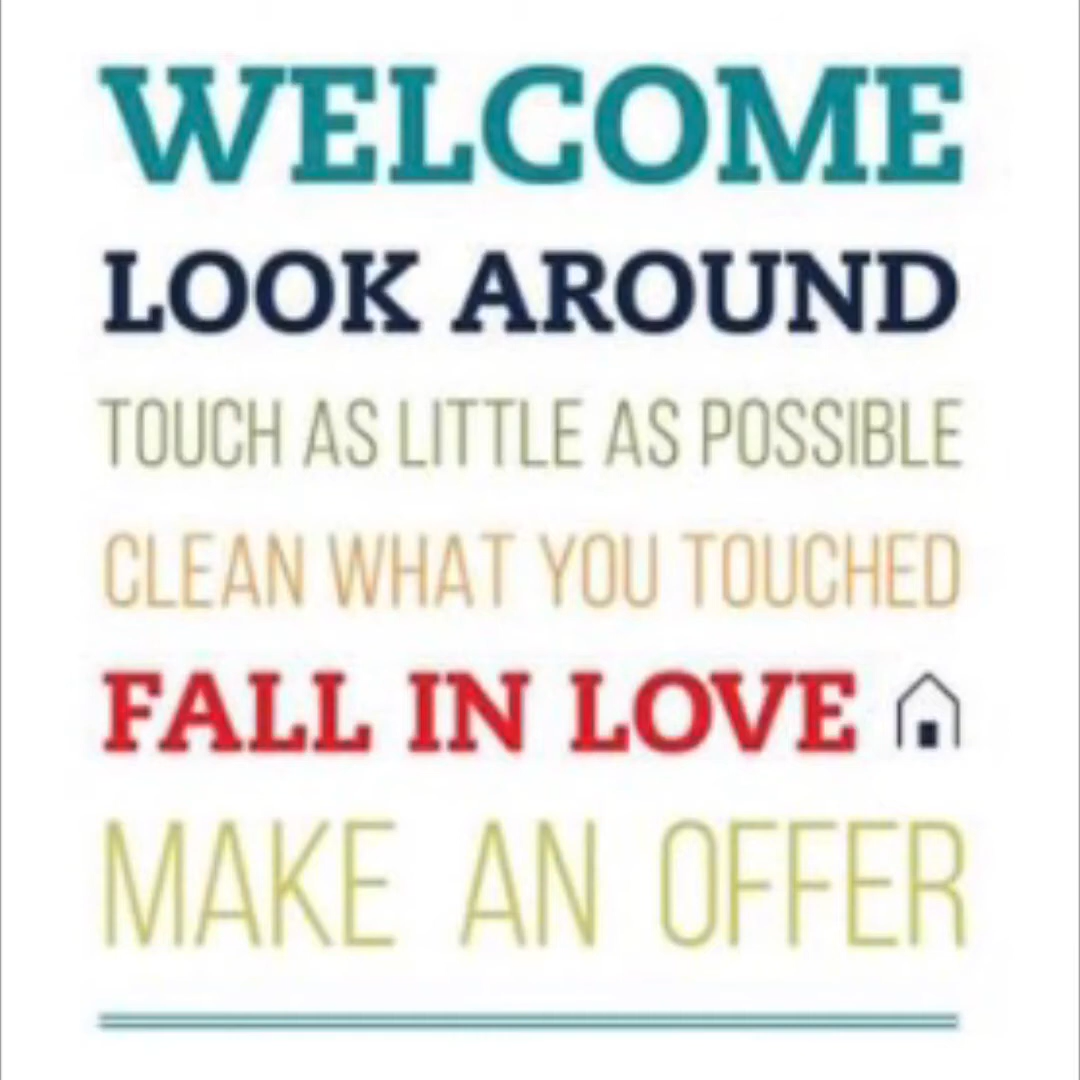 WELCOME
LOOK AROUND
TOUCH AS LITTLE AS POSSIBLE
CLEAN WHAT YOU TOUCHED
FALL IN LOVE
MAKE AN OFFER